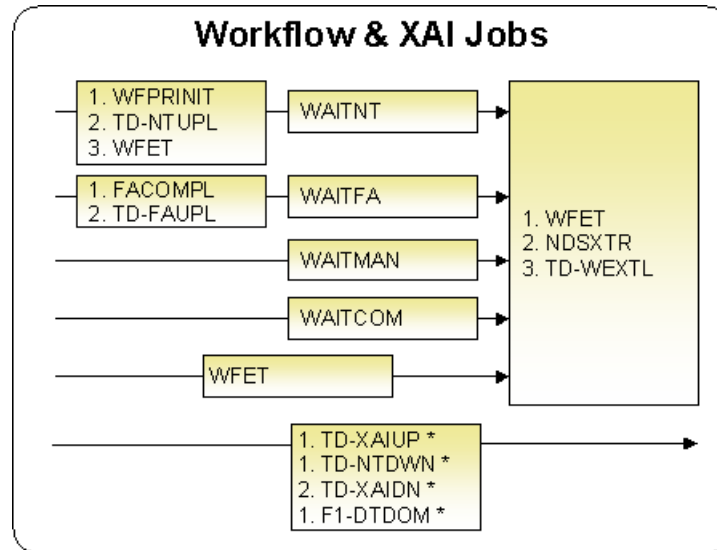 Workflow & XAI Jobs
1. WFPRINIT
2. TD-NTUPL
3. WFET
WAITNT
1. FACOMPL
2. TD-FAUPL
WAITFA
WAITMAN
WAITCOM
WFET
1. WFET
2. NDSXTR
3. TD-WEXTL
1. TD-XAIUP *
1. TD-NTDWN *
2. TD-XAIDN *
1. F1-DTDOM *